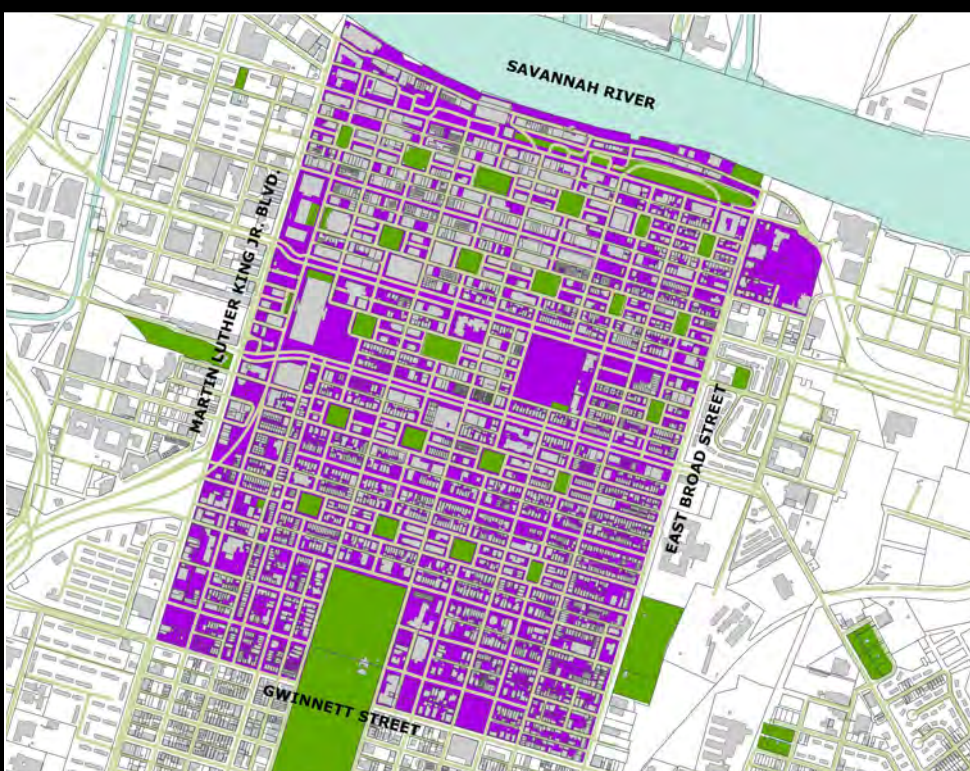 SAVANNAH RIVER
MARTIN LUTHER KING JR. BLVD.
EAST BROAD STREET
GWINNETT STREET